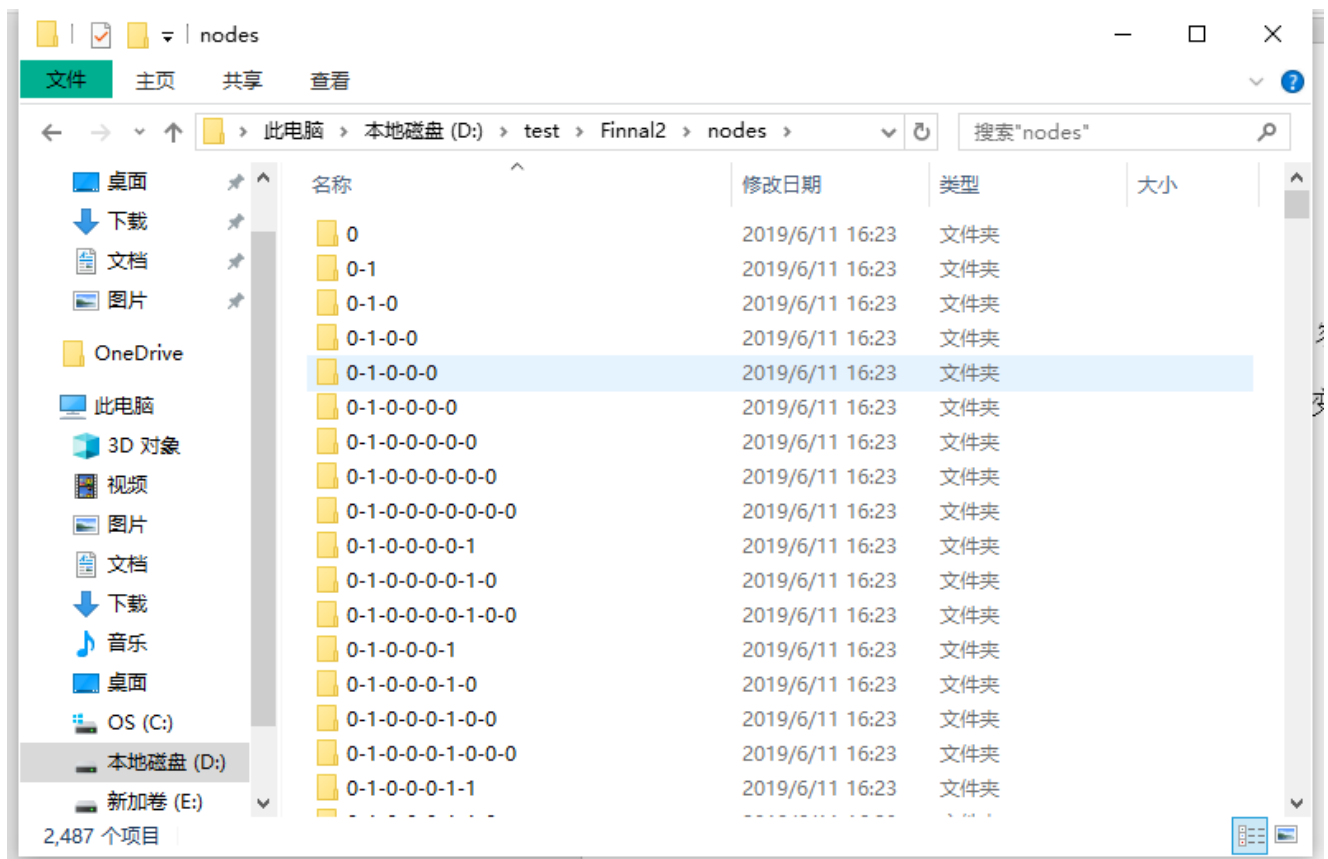 nodes
文件 主页 共享 查看
此电脑 本地磁盘 (D:) test Finnal2 nodes 搜索"nodes"
桌面
下载
文档
图片
OneDrive
此电脑
3D 对象
视频
图片
文档
下载
音乐
桌面
OS (C:)
本地磁盘 (D:)
新加卷 (E:)
名称 修改日期 类型 大小
0 2019/6/11 16:23 文件夹
0-1 2019/6/11 16:23 文件夹
0-1-0 2019/6/11 16:23 文件夹
0-1-0-0 2019/6/11 16:23 文件夹
0-1-0-0-0 2019/6/11 16:23 文件夹
0-1-0-0-0-0 2019/6/11 16:23 文件夹
0-1-0-0-0-0-0 2019/6/11 16:23 文件夹
0-1-0-0-0-0-0-0 2019/6/11 16:23 文件夹
0-1-0-0-0-0-0-0-0 2019/6/11 16:23 文件夹
0-1-0-0-0-0-1 2019/6/11 16:23 文件夹
0-1-0-0-0-0-1-0 2019/6/11 16:23 文件夹
0-1-0-0-0-0-1-0-0 2019/6/11 16:23 文件夹
0-1-0-0-0-1 2019/6/11 16:23 文件夹
0-1-0-0-0-1-0 2019/6/11 16:23 文件夹
0-1-0-0-0-1-0-0 2019/6/11 16:23 文件夹
0-1-0-0-0-1-0-0-0 2019/6/11 16:23 文件夹
0-1-0-0-0-1-1 2019/6/11 16:23 文件夹
2,487 个项目